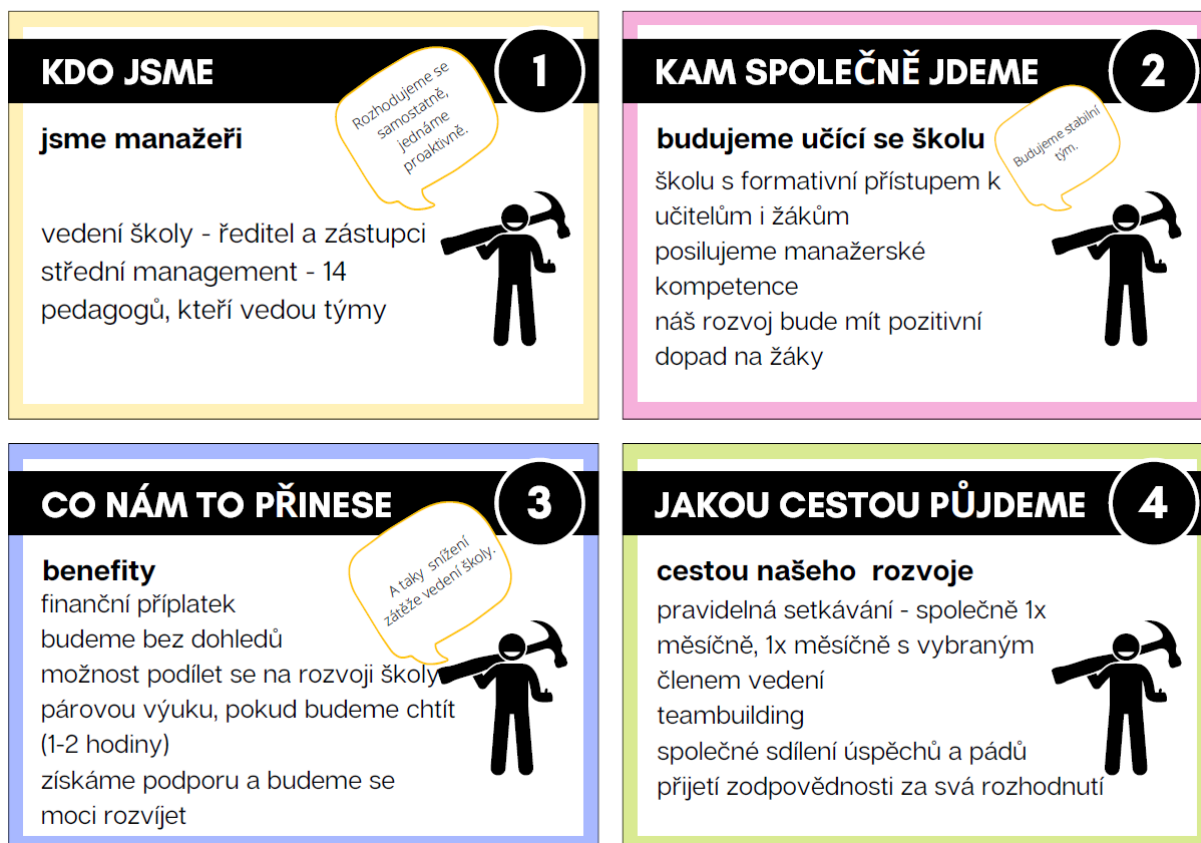 KDO JSME
1
jsme manažeři
Rozhodujeme se
samostatně,
jednáme
proaktivně.
vedení školy - ředitel a zástupci
střední management - 14
pedagogů, kteří vedou týmy
KAM SPOLEČNĚ JDEME
2
budujeme učící se školu
Budujeme stabilní
tým.
školu s formativní přístupem k
učitelům i žákům
posilujeme manažerské
kompetence
náš rozvoj bude mít pozitivní
dopad na žáky
CO NÁM TO PŘINESE
3
benefity
A taky snížení
zátěže vedení školy.
finanční příplatek
budeme bez dohledů
možnost podílet se na rozvoji školy
párovou výuku, pokud budeme chtít
(1-2 hodiny)
získáme podporu a budeme se
moci rozvíjet
JAKOU CESTOU PŮJDEME
4
cestou našeho rozvoje
pravidelná setkávání - společně 1x
měsíčně, 1x měsíčně s vybraným
členem vedení
teambuilding
společné sdílení úspěchů a pádů
přijetí zodpovědnosti za svá rozhodnutí